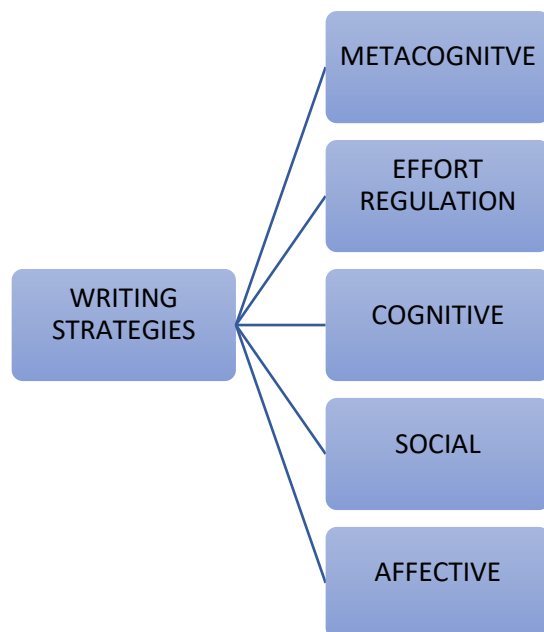 METACOGNITVE
EFFORT
REGULATION
WRITING
STRATEGIES
COGNITIVE
SOCIAL
AFFECTIVE